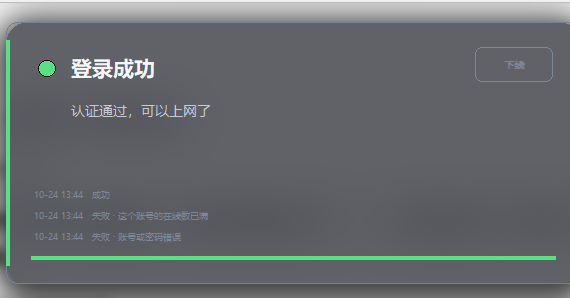 登录成功
下线
认证通过，可以上网了
10-24 13:44 成功
10-24 13:44 失败 · 这个账号的在线数已满
10-24 13:44 失败 · 账号或密码错误